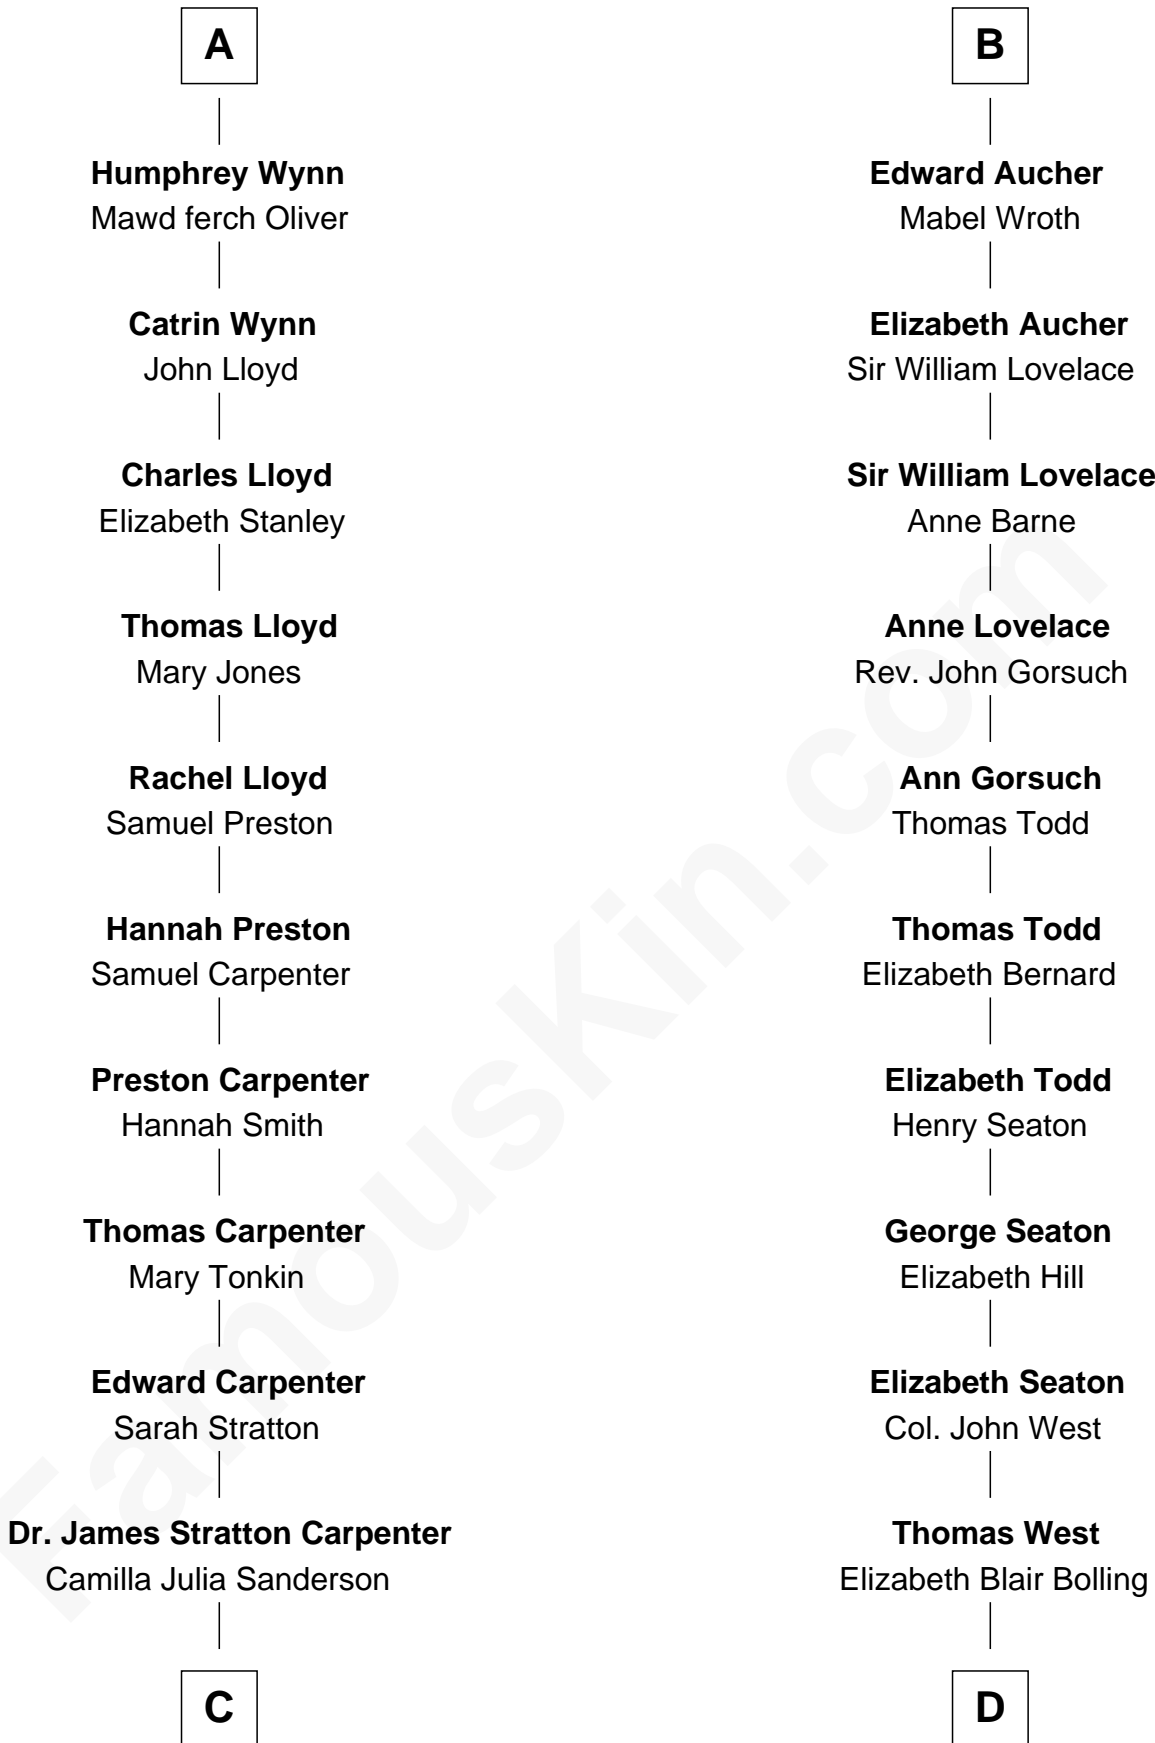 A
Humphrey Wynn
Mawd ferch Oliver
Catrin Wynn
John Lloyd
Charles Lloyd
Elizabeth Stanley
Thomas Lloyd
Mary Jones
Rachel Lloyd
Samuel Preston
Hannah Preston
Samuel Carpenter
Preston Carpenter
Hannah Smith
Thomas Carpenter
Mary Tonkin
Edward Carpenter
Sarah Stratton
Dr. James Stratton Carpenter
Camilla Julia Sanderson
C
B
Edward Aucher
Mabel Wroth
Elizabeth Aucher
Sir William Lovelace
Sir William Lovelace
Anne Barne
Anne Lovelace
Rev. John Gorsuch
Ann Gorsuch
Thomas Todd
Thomas Todd
Elizabeth Bernard
Elizabeth Todd
Henry Seaton
George Seaton
Elizabeth Hill
Elizabeth Seaton
Col. John West
Thomas West
Elizabeth Blair Bolling
D
FamousKin.com